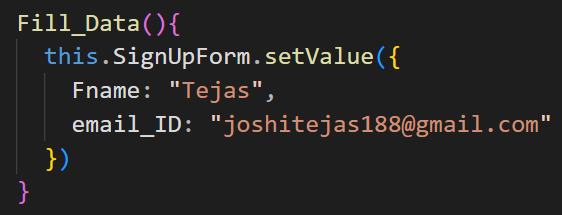 Fill_Data(){
this.SignUpForm.setValue({
Fname: "Tejas",
email_ID: "joshitejas188@gmail.com"
})
}